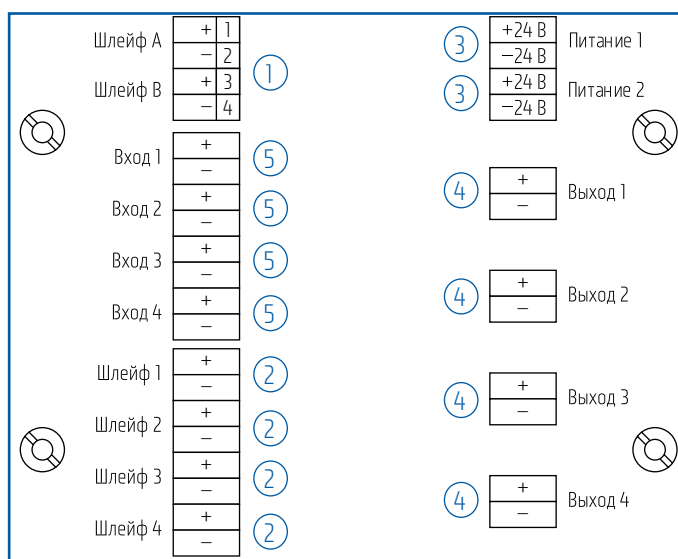 Шлейф А + 1
− 2
Шлейф В + 3
− 4
1
Вход 1 + −
5
Вход 2 + −
5
Вход 3 + −
5
Вход 4 + −
5
Шлейф 1 + −
2
Шлейф 2 + −
2
Шлейф 3 + −
2
Шлейф 4 + −
2
3 +24 В Питание 1
−24 В
3 +24 В Питание 2
−24 В
4 + − Выход 1
4 + − Выход 2
4 + − Выход 3
4 + − Выход 4